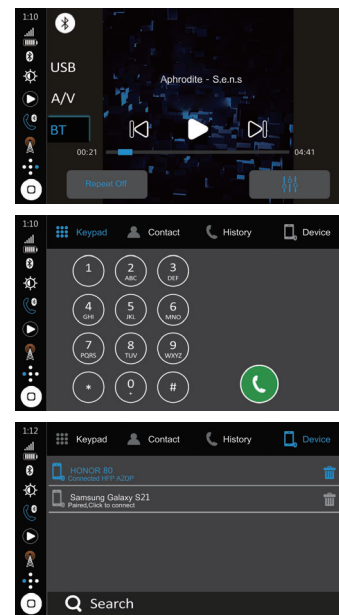 1:10
USB
A/V
BT
Aphrodite - S.e.n.s
00:21
04:41
Repeat Off
1:10
Keypad Contact History Device
1 2 3
ABC DEF
4 5 6
GHI JKL MNO
7 8 9
PQRS TUV WXYZ
* 0 #
+
1:12
Keypad Contact History Device
HONOR 80
Connected HFP AZDP
Samsung Galaxy S21
Paired,Click to connect
Search